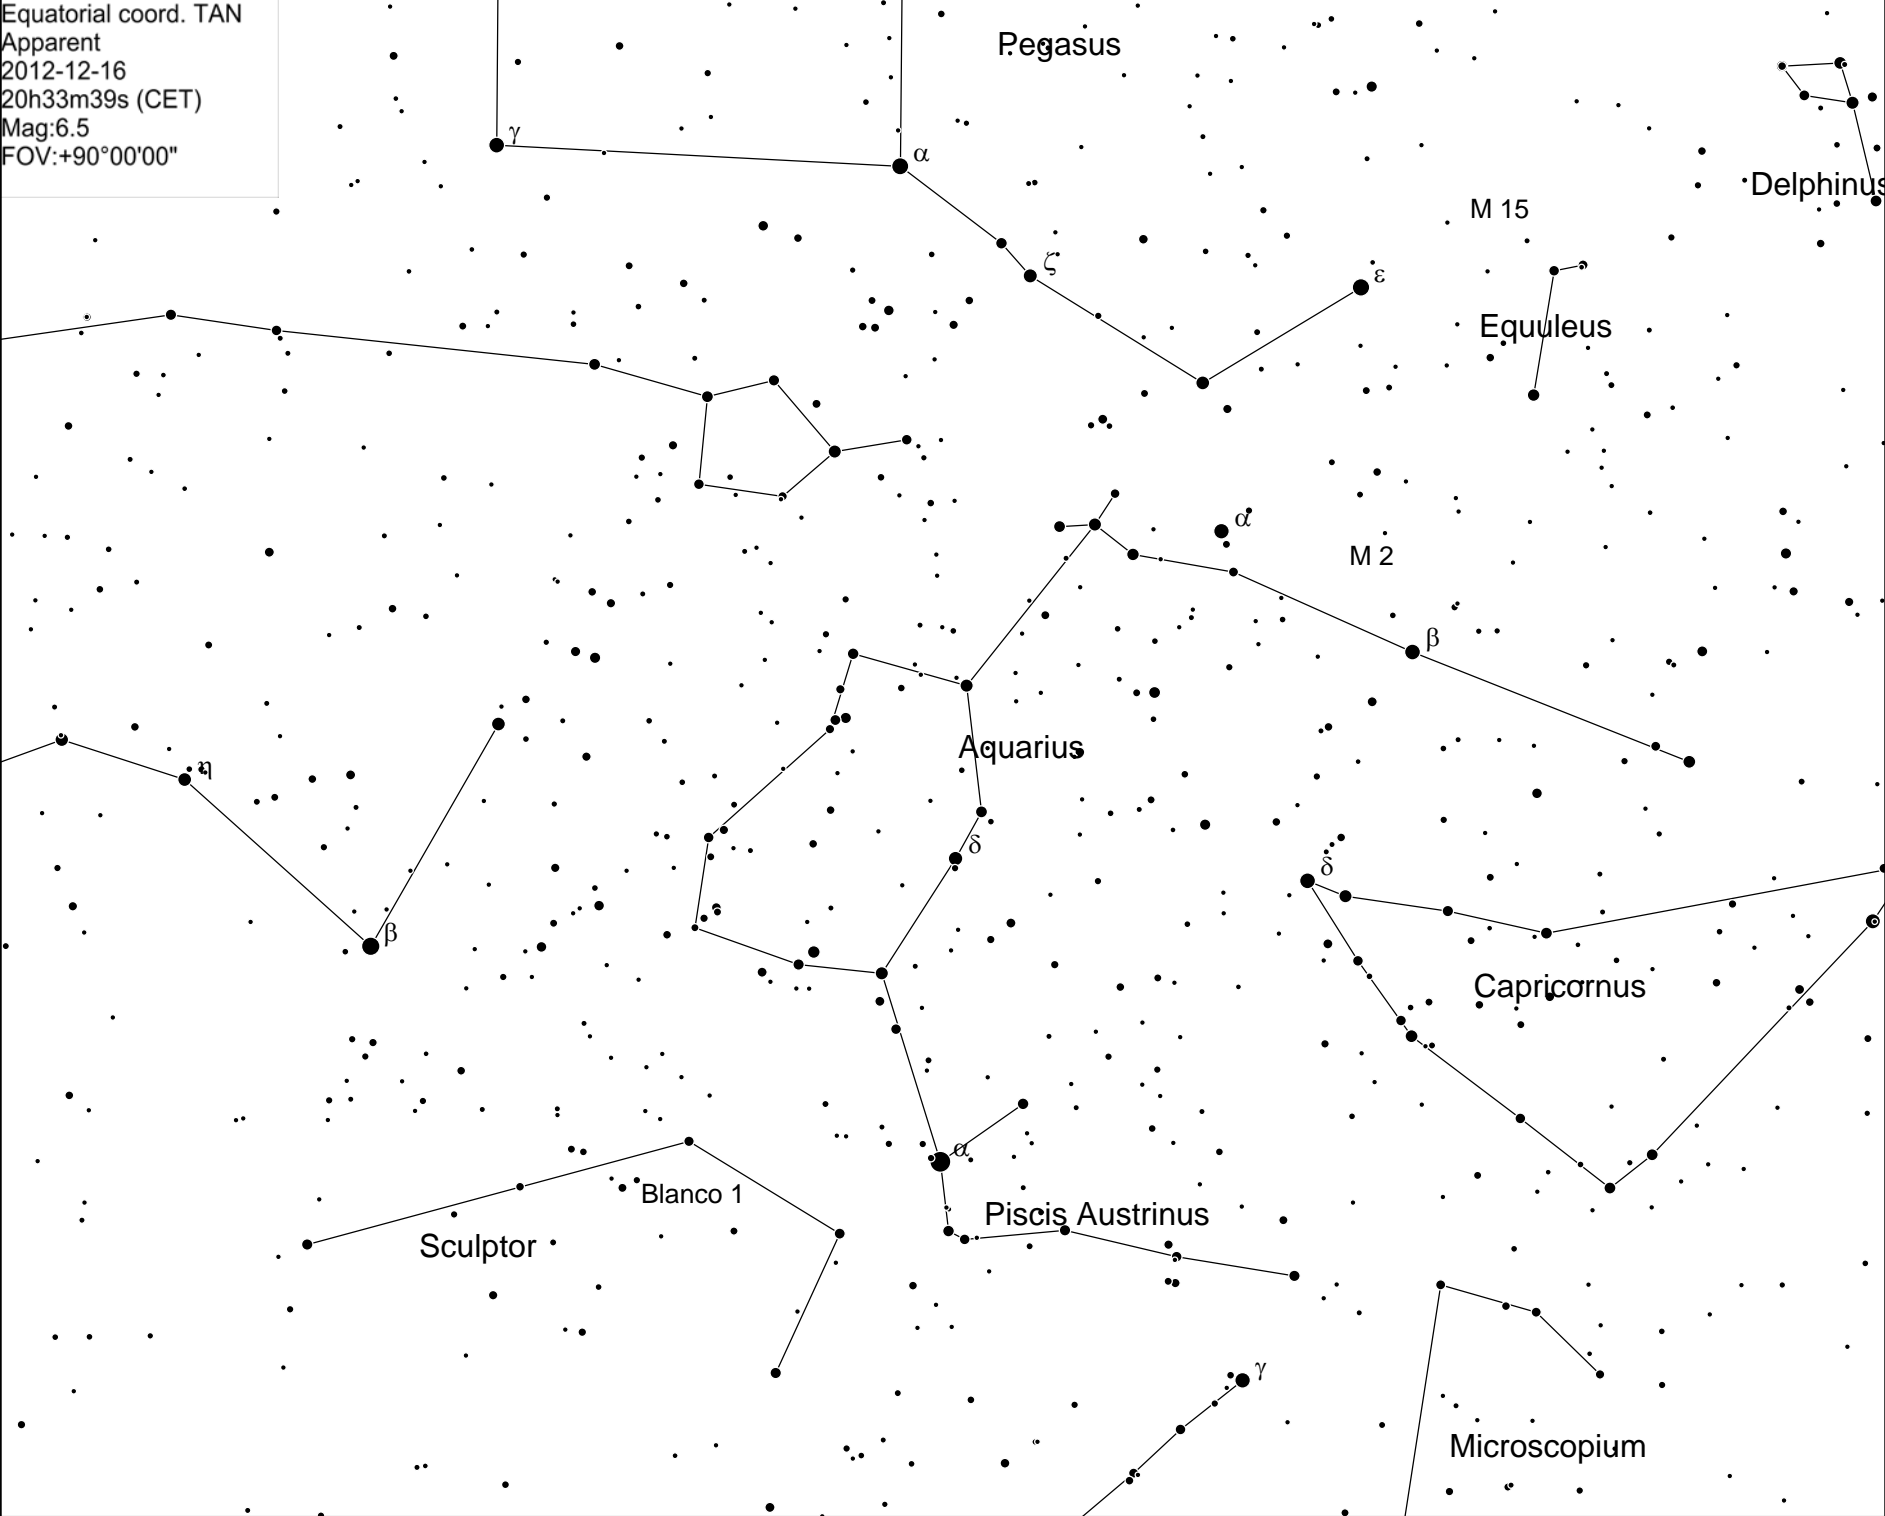 Equatorial coord. TAN
Apparent
2012-12-16
20h33m39s (CET)
Mag:6.5
FOV:+90°00'00"
Pegasus
γ
α
Delphinus
M 15
ζ
ε
Equuleus
α
M 2
β
Aquarius
η
δ
δ
β
Capricornus
α
Blanco 1
Piscis Austrinus
Sculptor
γ
Microscopium